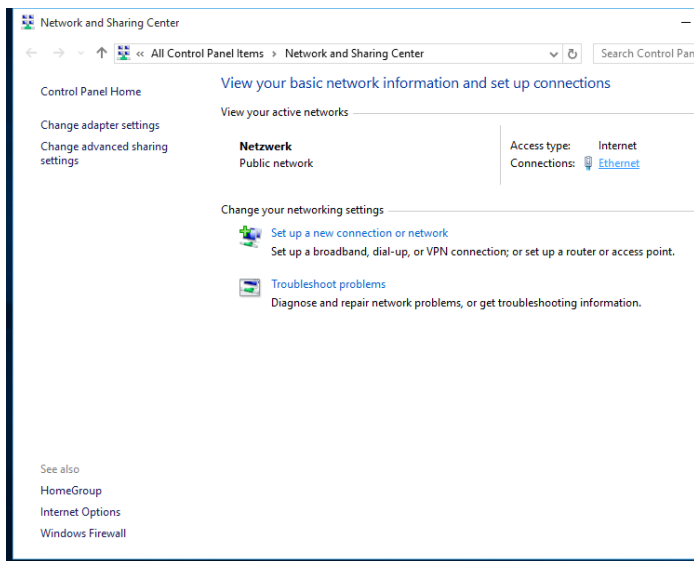 Network and Sharing Center
« All Control Panel Items > Network and Sharing Center
Search Control Pan
Control Panel Home
Change adapter settings
Change advanced sharing
settings
View your basic network information and set up connections
View your active networks
Netzwerk
Public network
Access type: Internet
Connections: Ethernet
Change your networking settings
Set up a new connection or network
Set up a broadband, dial-up, or VPN connection; or set up a router or access point.
Troubleshoot problems
Diagnose and repair network problems, or get troubleshooting information.
See also
HomeGroup
Internet Options
Windows Firewall